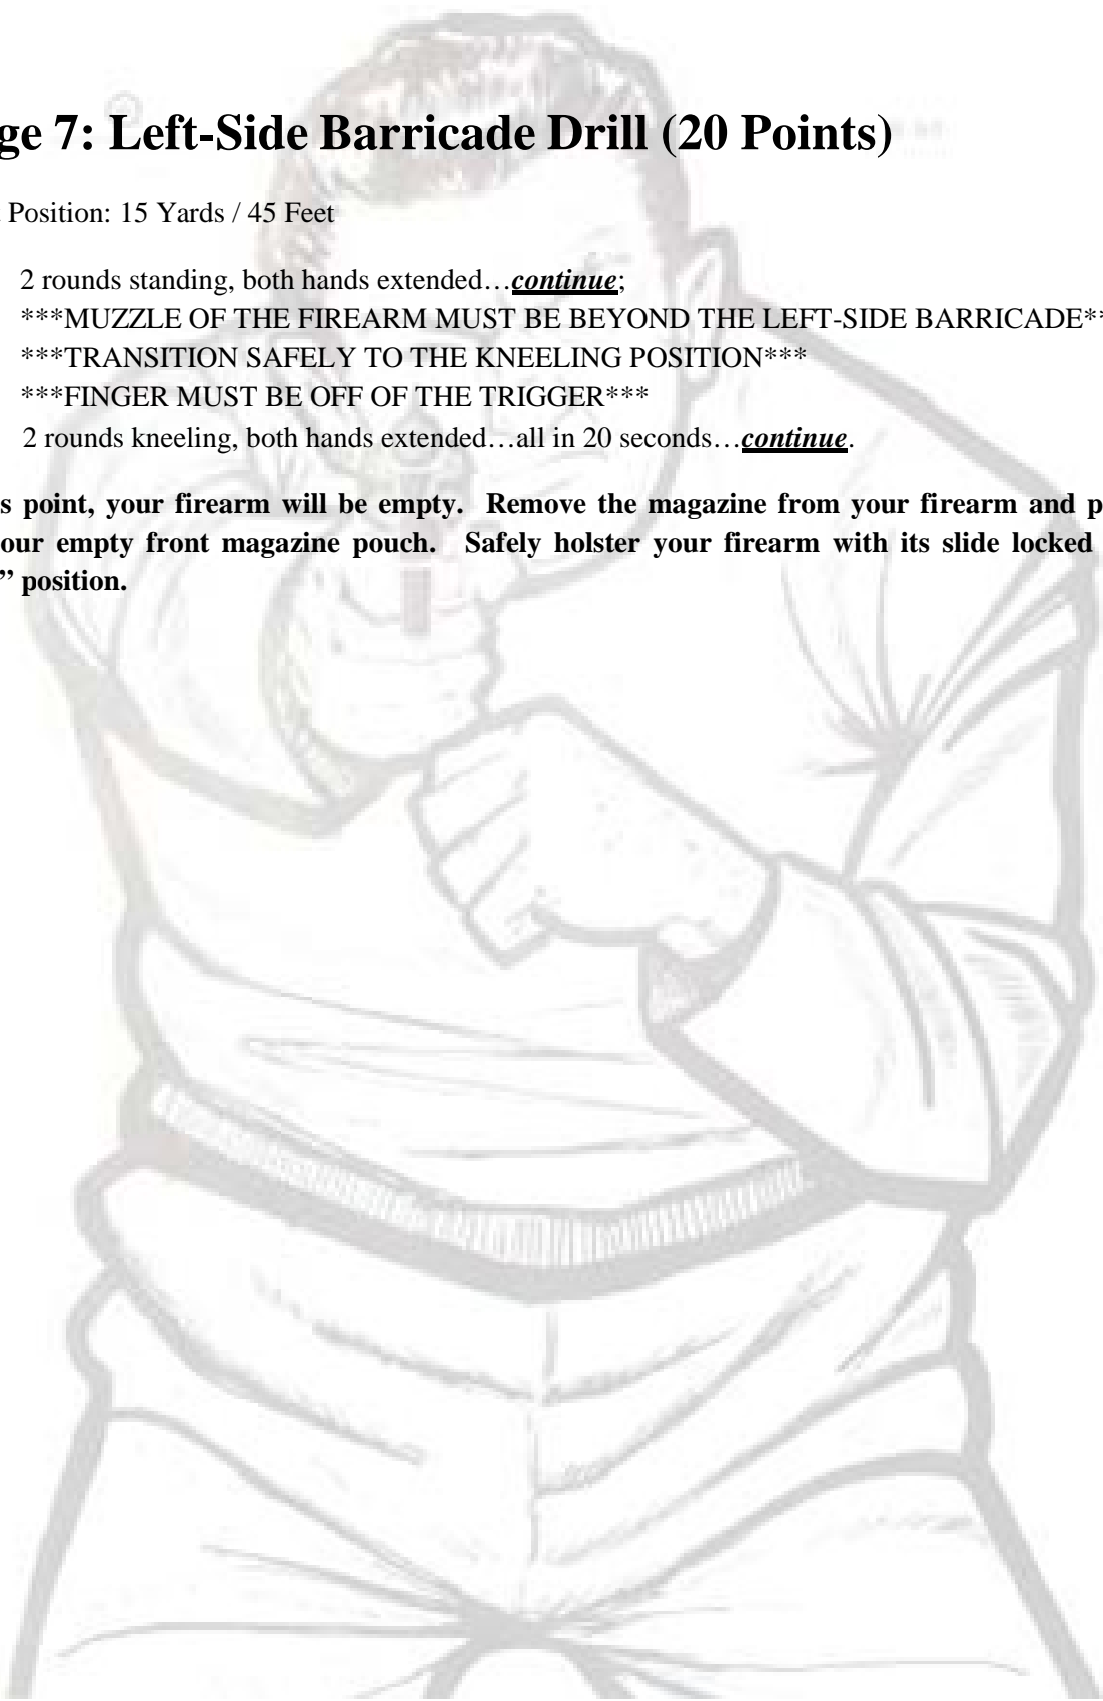 ge 7: Left-Side Barricade Drill (20 Points)
Position: 15 Yards / 45 Feet
2 rounds standing, both hands extended…continue;
***MUZZLE OF THE FIREARM MUST BE BEYOND THE LEFT-SIDE BARRICADE**
***TRANSITION SAFELY TO THE KNEELING POSITION***
***FINGER MUST BE OFF OF THE TRIGGER***
2 rounds kneeling, both hands extended…all in 20 seconds…continue.
s point, your firearm will be empty. Remove the magazine from your firearm and p
our empty front magazine pouch. Safely holster your firearm with its slide locked
” position.